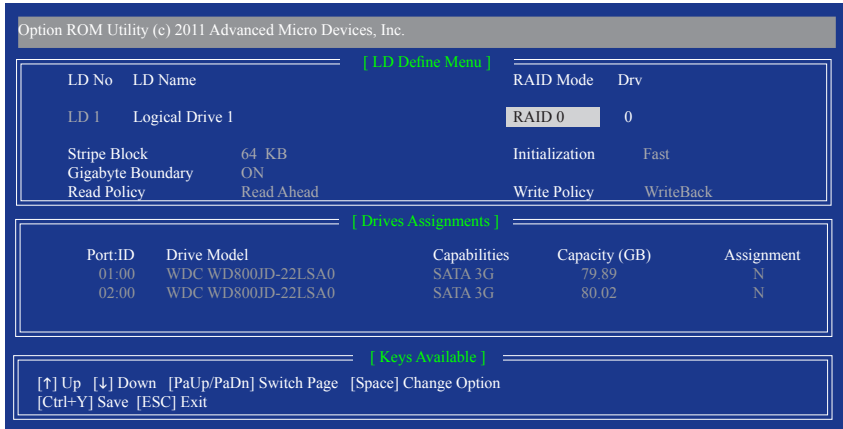 Option ROM Utility (c) 2011 Advanced Micro Devices, Inc.
[ LD Define Menu ]
LD No LD Name RAID Mode Drv
LD 1 Logical Drive 1 RAID 0 0
Stripe Block 64 KB Initialization Fast
Gigabyte Boundary ON
Read Policy Read Ahead Write Policy WriteBack
[ Drives Assignments ]
Port:ID Drive Model Capabilities Capacity (GB) Assignment
01:00 WDC WD800JD-22LSA0 SATA 3G 79.89 N
02:00 WDC WD800JD-22LSA0 SATA 3G 80.02 N
[ Keys Available ]
[↑] Up [↓] Down [PaUp/PaDn] Switch Page [Space] Change Option
[Ctrl+Y] Save [ESC] Exit